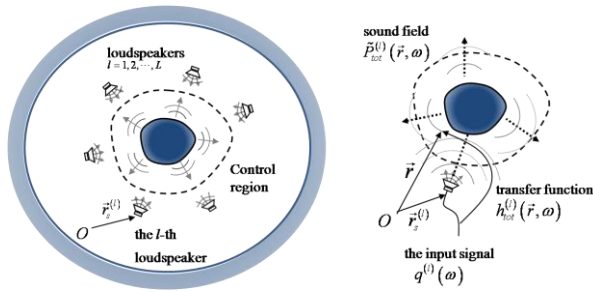 loudspeakers
l = 1, 2, ⋯, L
Control
region
r⃗ₛ⁽ˡ⁾
O
the l-th
loudspeaker
sound field
P̃ₜₒₜ⁽ˡ⁾(r⃗, ω)
r⃗
transfer function
hₜₒₜ⁽ˡ⁾(r⃗, ω)
O
r⃗ₛ⁽ˡ⁾
the input signal
q⁽ˡ⁾(ω)